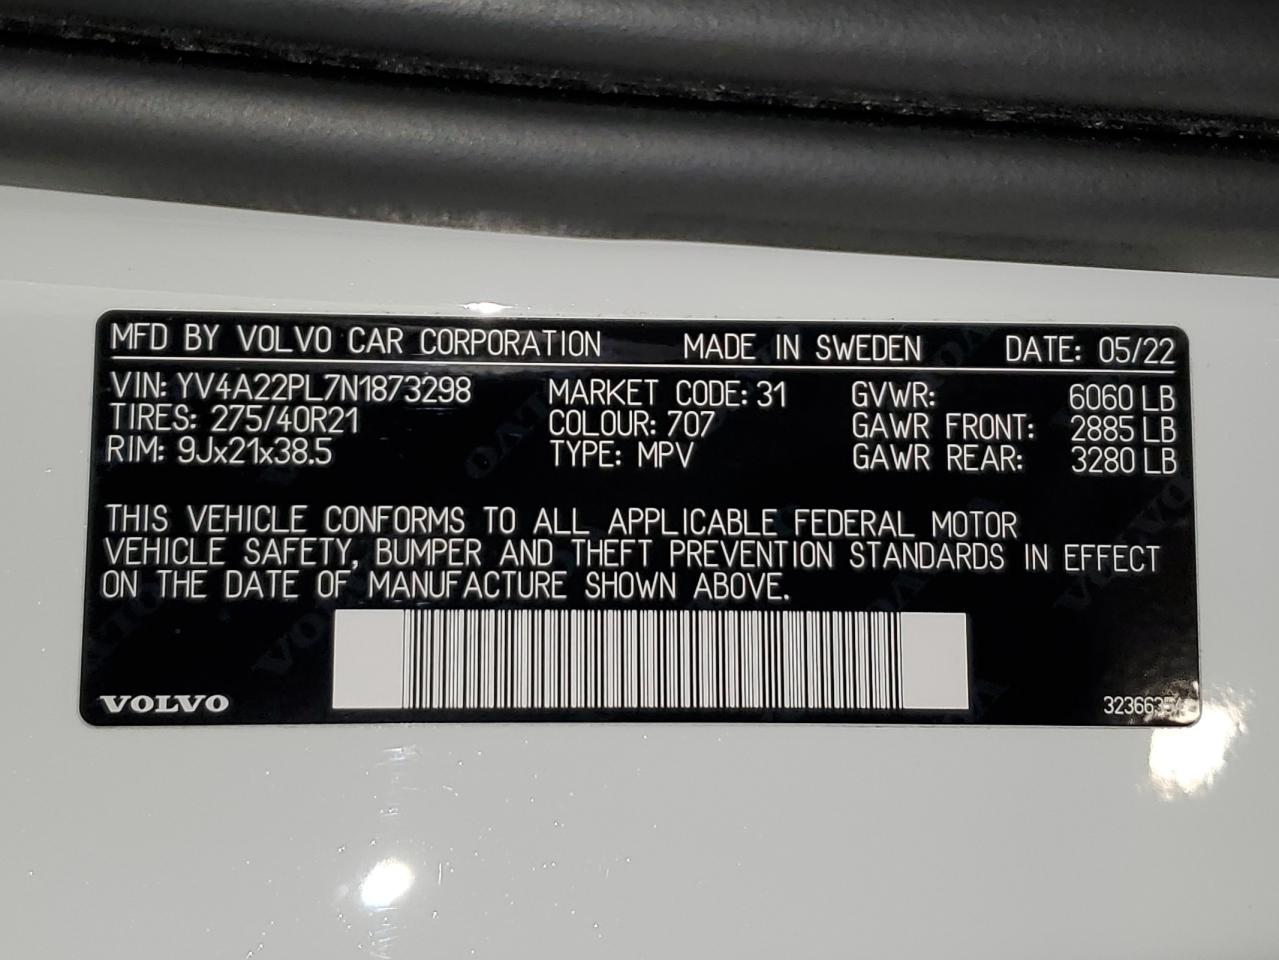 MFD BY VOLVO CAR CORPORATION MADE IN SWEDEN DATE: 05/22
VIN: YV4A22PL7N1873298 MARKET CODE: 31 GVWR: 6060 LB
TIRES: 275/40R21 COLOUR: 707 GAWR FRONT: 2885 LB
RIM: 9Jx21x38.5 TYPE: MPV GAWR REAR: 3280 LB
THIS VEHICLE CONFORMS TO ALL APPLICABLE FEDERAL MOTOR
VEHICLE SAFETY, BUMPER AND THEFT PREVENTION STANDARDS IN EFFECT
ON THE DATE OF MANUFACTURE SHOWN ABOVE.
VOLVO